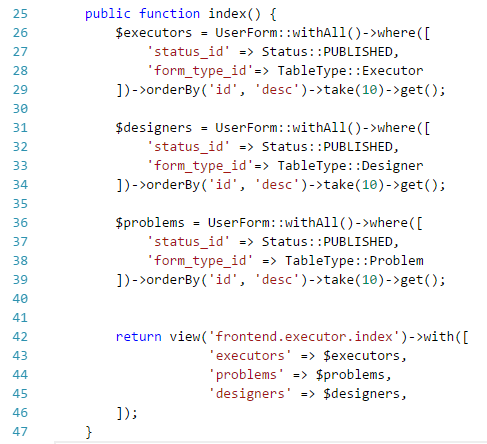 25 public function index() {
26 $executors = UserForm::withAll()->where([
27 'status_id' => Status::PUBLISHED,
28 'form_type_id'=> TableType::Executor
29 ])->orderBy('id', 'desc')->take(10)->get();
30
31 $designers = UserForm::withAll()->where([
32 'status_id' => Status::PUBLISHED,
33 'form_type_id'=> TableType::Designer
34 ])->orderBy('id', 'desc')->take(10)->get();
35
36 $problems = UserForm::withAll()->where([
37 'status_id' => Status::PUBLISHED,
38 'form_type_id' => TableType::Problem
39 ])->orderBy('id', 'desc')->take(10)->get();
40
41
42 return view('frontend.executor.index')->with([
43 'executors' => $executors,
44 'problems' => $problems,
45 'designers' => $designers,
46 ]);
47 }